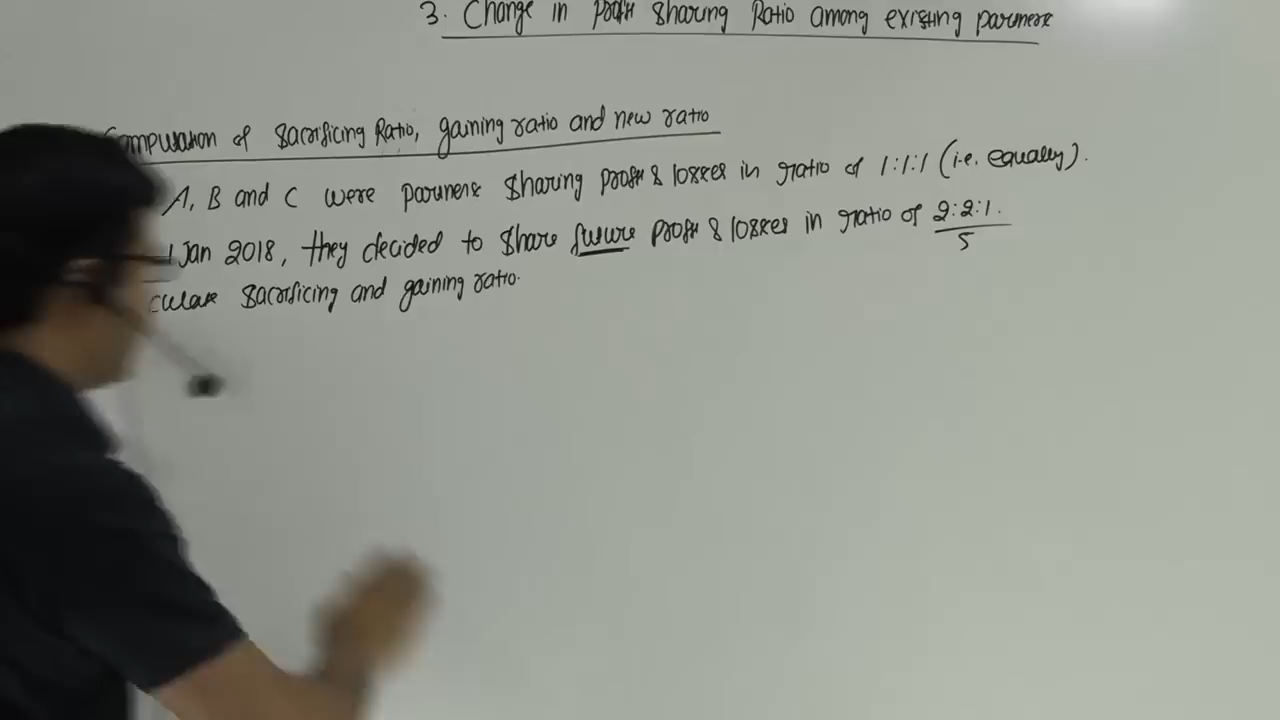 3. Change in Profit Sharing Ratio among existing partners
Computation of Sacrificing Ratio, gaining ratio and new ratio
A, B and C were partners sharing profit & losses in ratio of 1:1:1 (i.e. equally).
1 Jan 2018, they decided to share future profit & losses in ratio of 2:2:1.
5
culate sacrificing and gaining ratio.